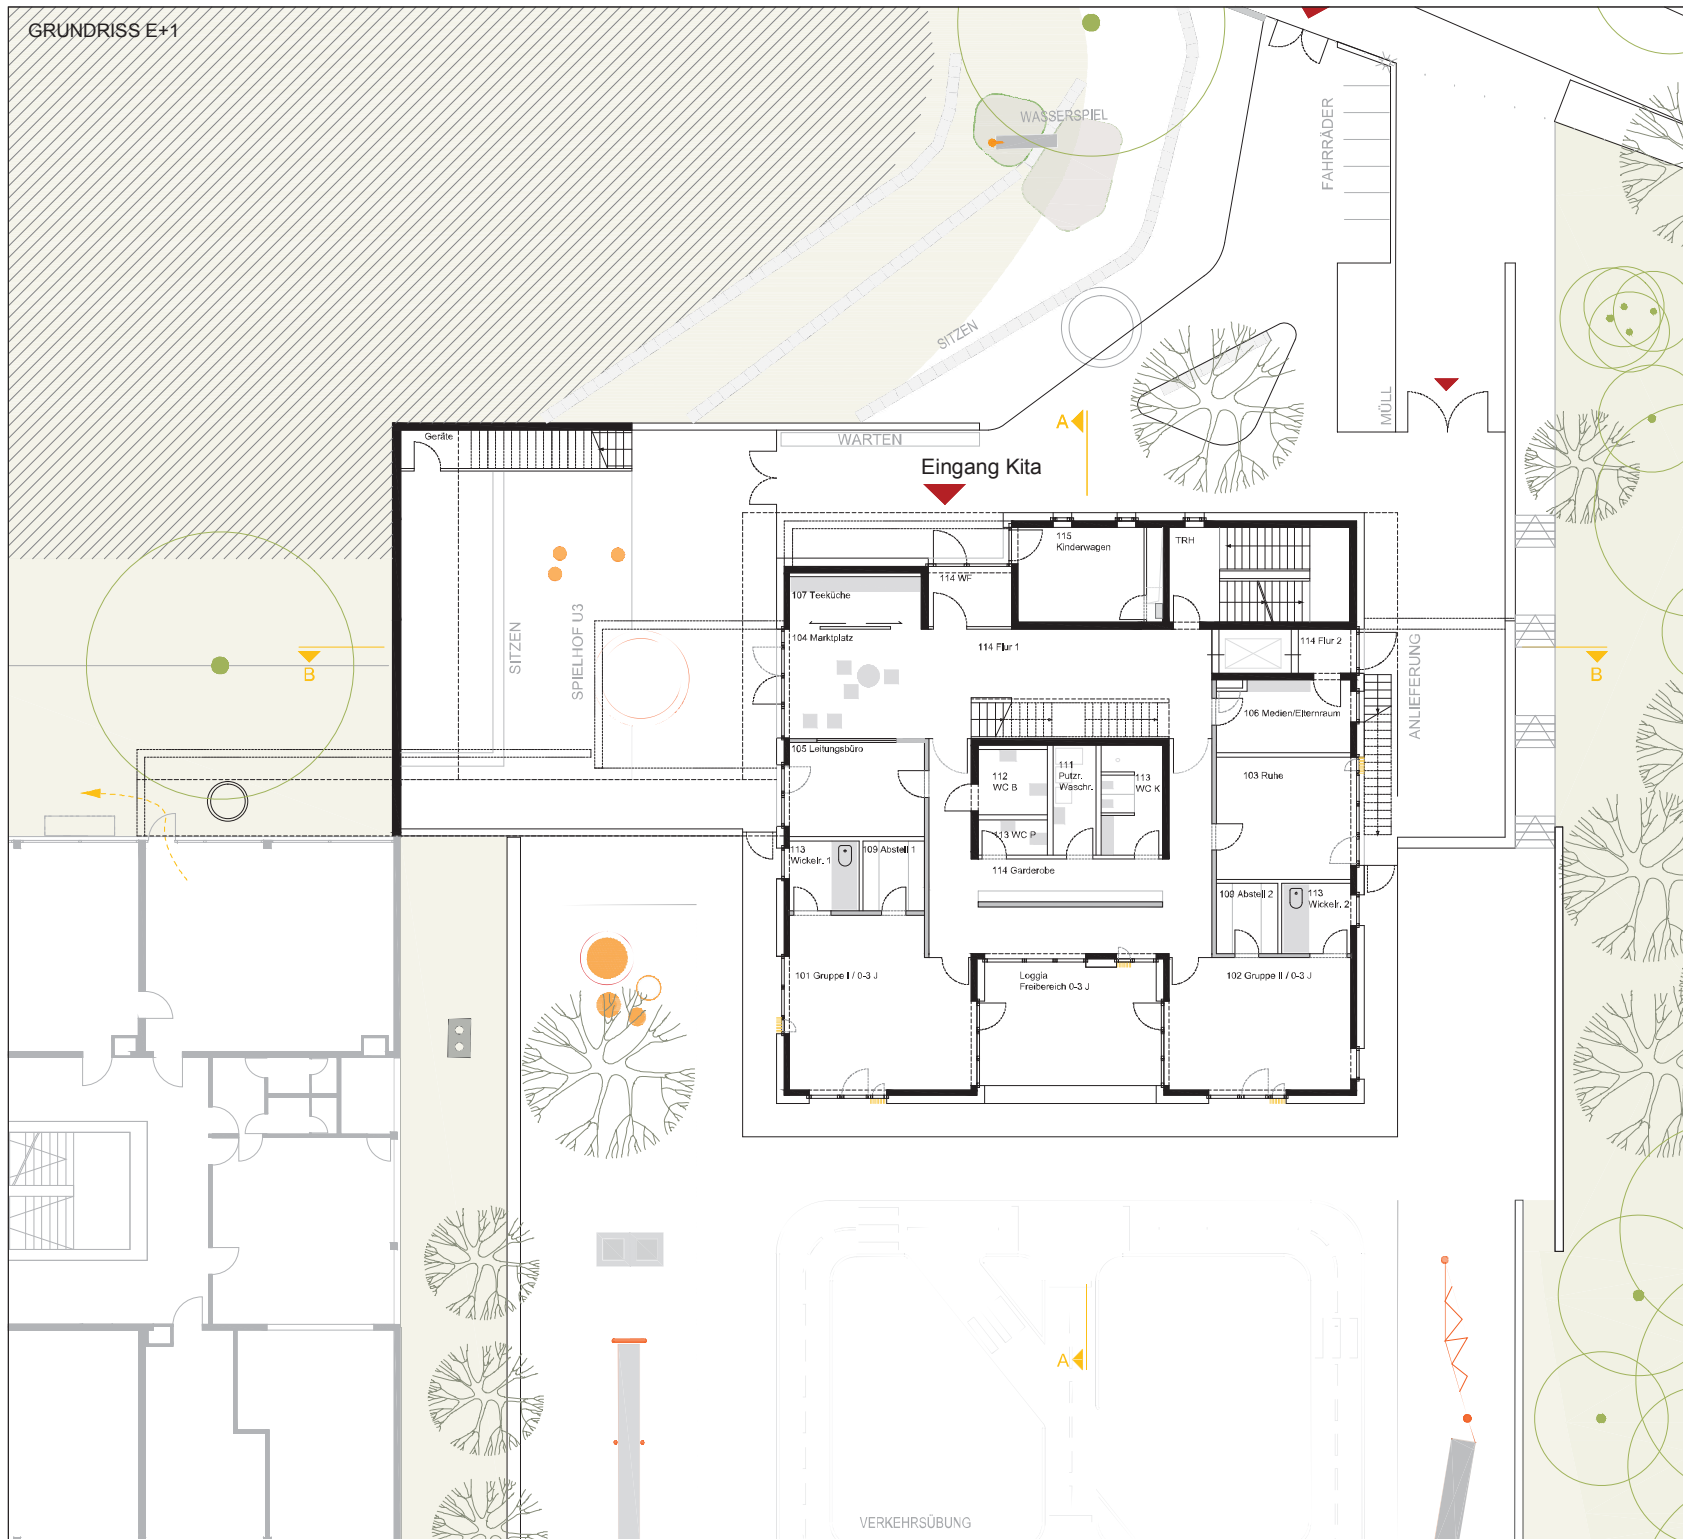 GRUNDRISS E+1
WASSERSPIEL
FAHRRÄDER
SITZEN
MÜLL
A
WARTEN
Geräte
Eingang Kita
115
Kinderwagen
TRH
114 WF
107 Teeküche
104 Marktplatz
114 Flur 1
114 Flur 2
SITZEN
SPIELHOF U3
ANLIEFERUNG
B
B
106 Medien/Elternraum
105 Leitungsbüro
112
WC B
111
Putzr.
Waschr.
113
WC K
103 Ruhe
113 WC P
113
Wickelr. 1
109 Abstell 1
114 Garderobe
109 Abstell 2
113
Wickelr. 2
101 Gruppe I / 0-3 J
Loggia
Freibereich 0-3 J
102 Gruppe II / 0-3 J
A
VERKEHRSÜBUNG